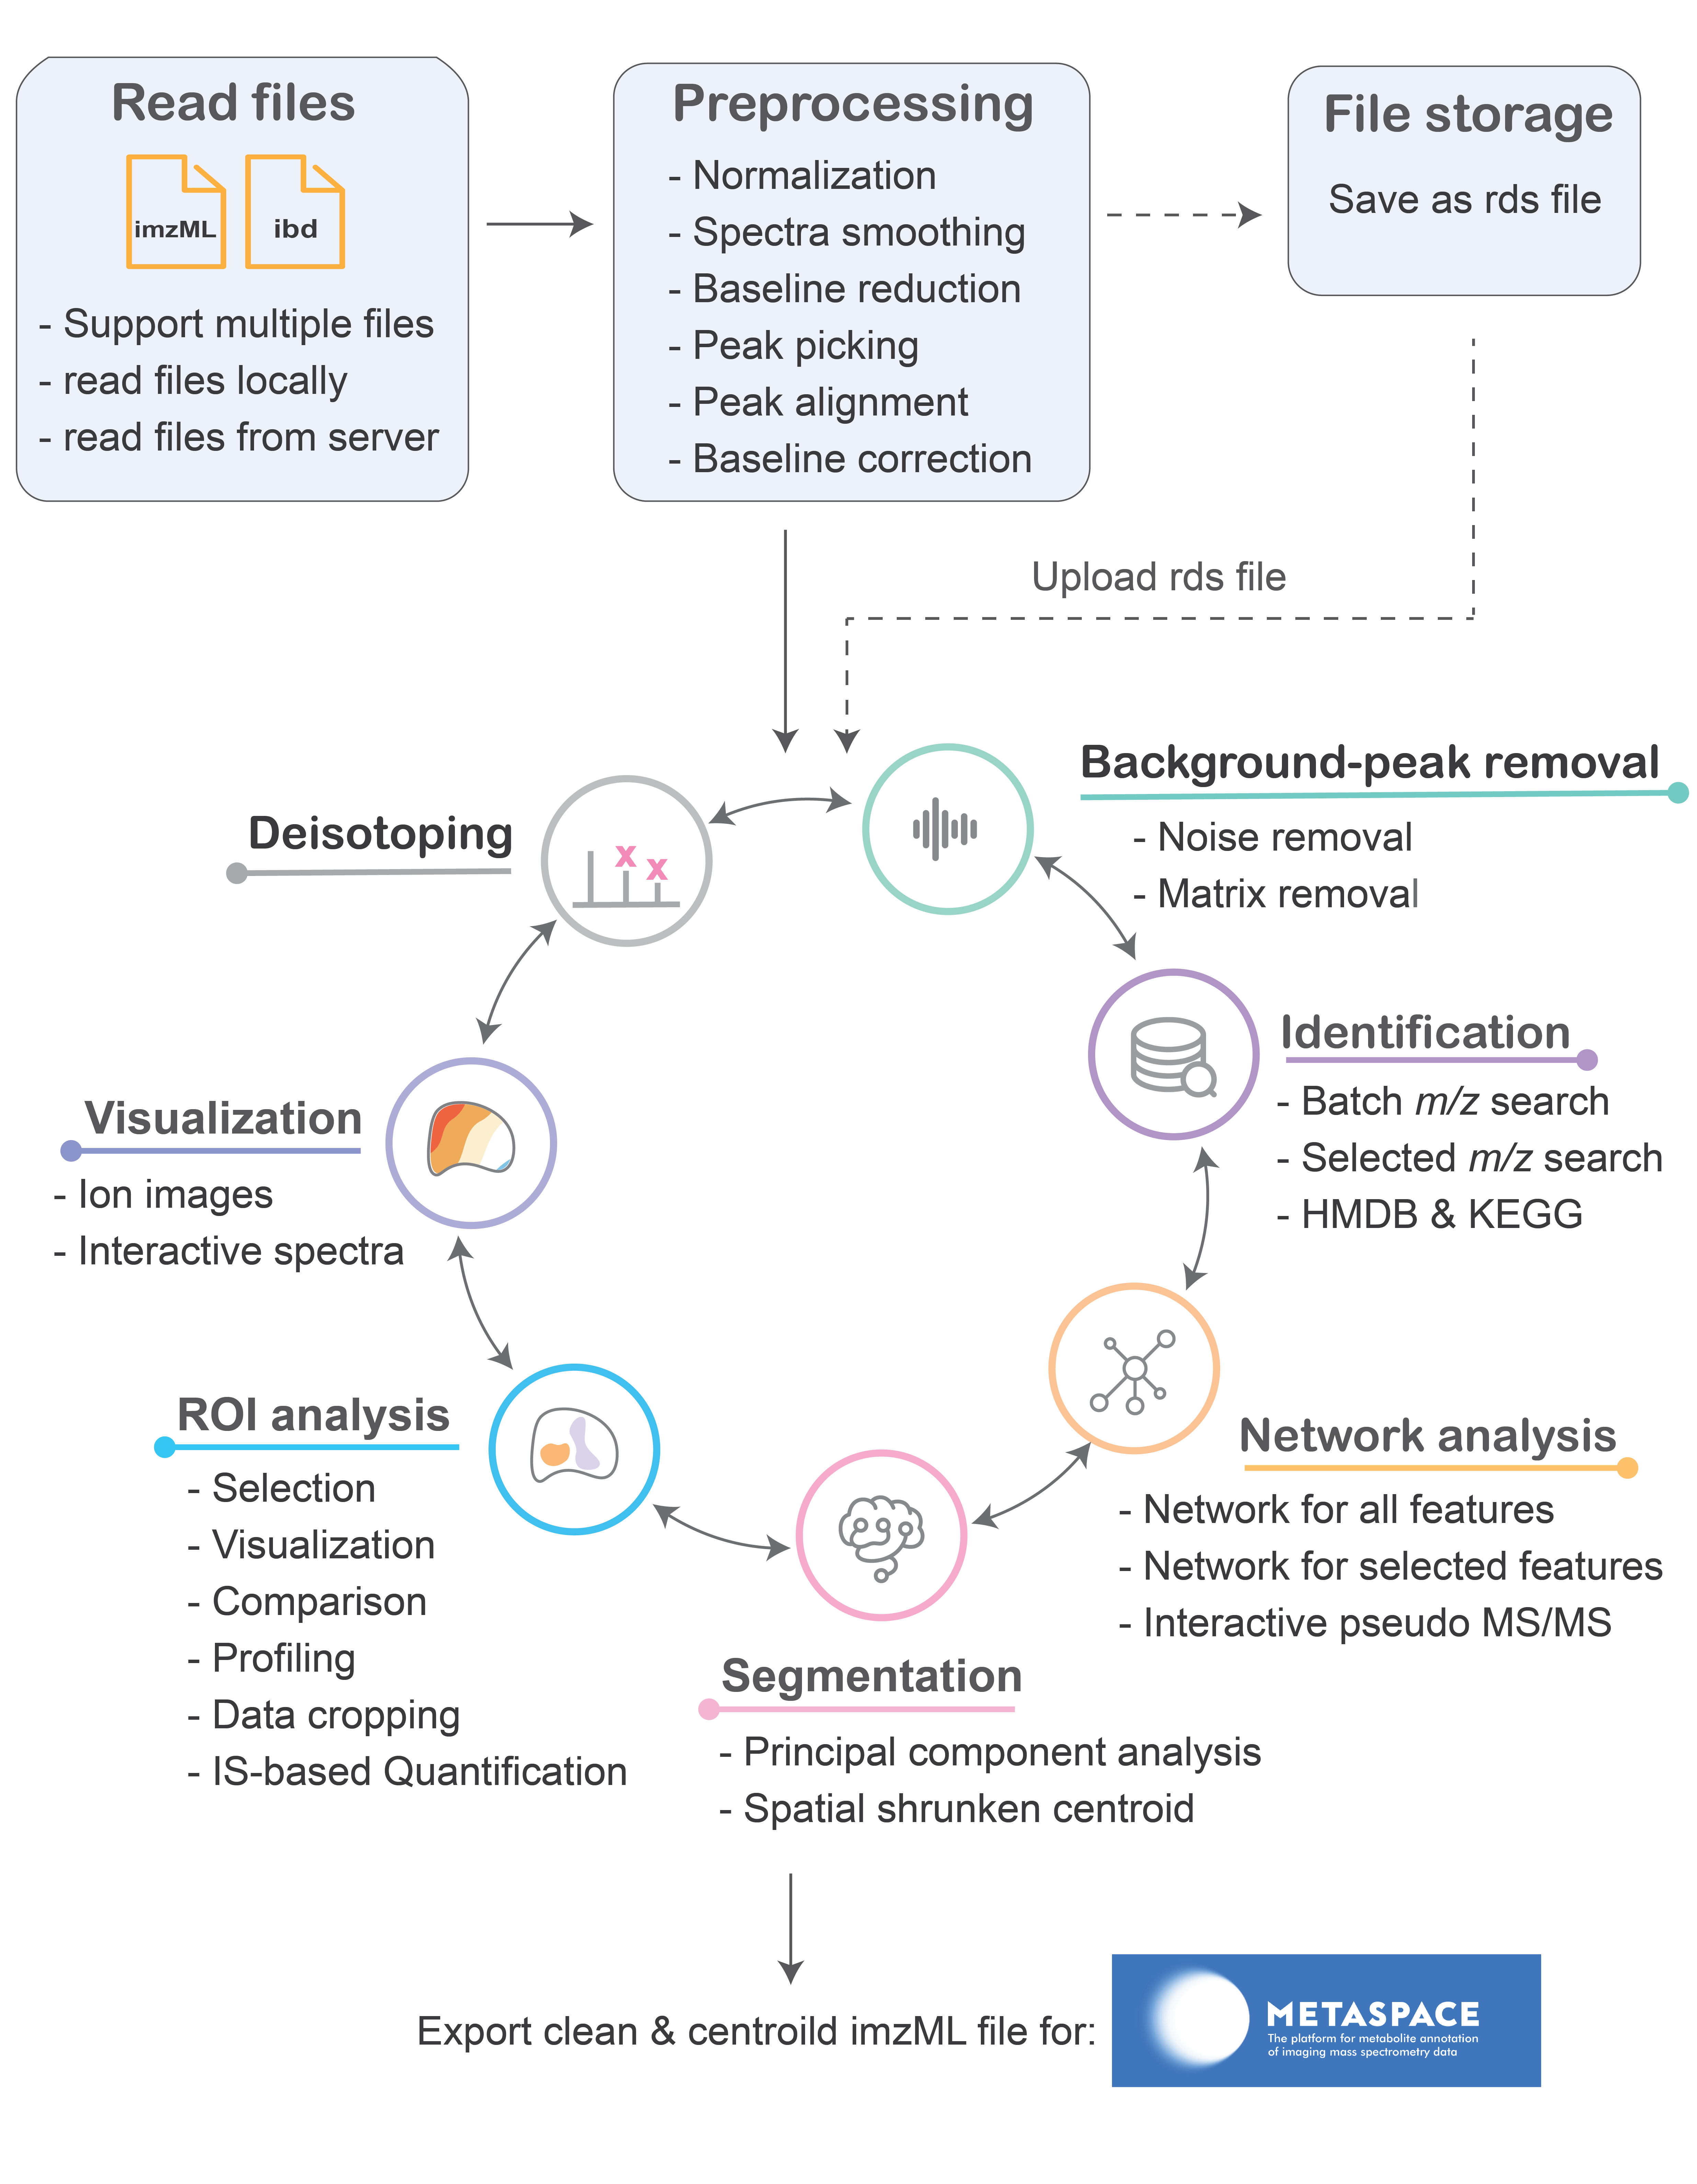 Read files
imzML
ibd
- Support multiple files
- read files locally
- read files from server
Preprocessing
- Normalization
- Spectra smoothing
- Baseline reduction
- Peak picking
- Peak alignment
- Baseline correction
File storage
Save as rds file
Upload rds file
Background-peak removal
- Noise removal
- Matrix removal
Deisotoping
x
x
Identification
- Batch m/z search
- Selected m/z search
- HMDB & KEGG
Visualization
- Ion images
- Interactive spectra
Network analysis
- Network for all features
- Network for selected features
- Interactive pseudo MS/MS
ROI analysis
- Selection
- Visualization
- Comparison
- Profiling
- Data cropping
- IS-based Quantification
Segmentation
- Principal component analysis
- Spatial shrunken centroid
Export clean & centroild imzML file for:
METASPACE
The platform for metabolite annotation
of imaging mass spectrometry data